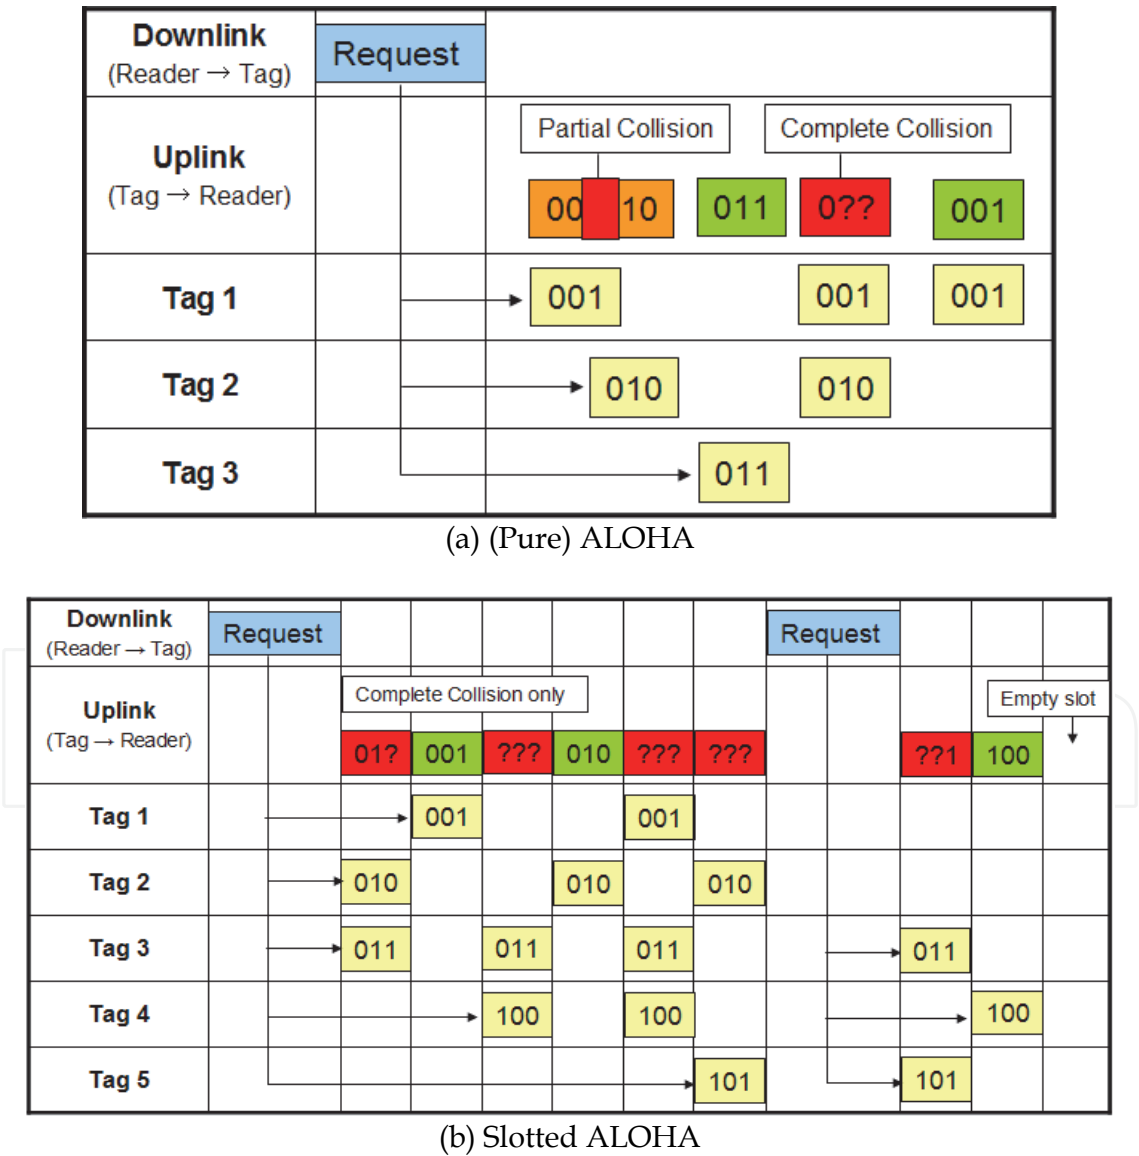 Downlink
(Reader → Tag)
Request
Uplink
(Tag → Reader)
Partial Collision
Complete Collision
00 10 011 0?? 001
Tag 1 001 001 001
Tag 2 010 010
Tag 3 011
(a) (Pure) ALOHA
Downlink
(Reader → Tag)
Request Request
Uplink
(Tag → Reader)
Complete Collision only
Empty slot
01? 001 ??? 010 ??? ??? ??1 100
Tag 1 001 001
Tag 2 010 010 010
Tag 3 011 011 011 011
Tag 4 100 100 100
Tag 5 101 101
(b) Slotted ALOHA